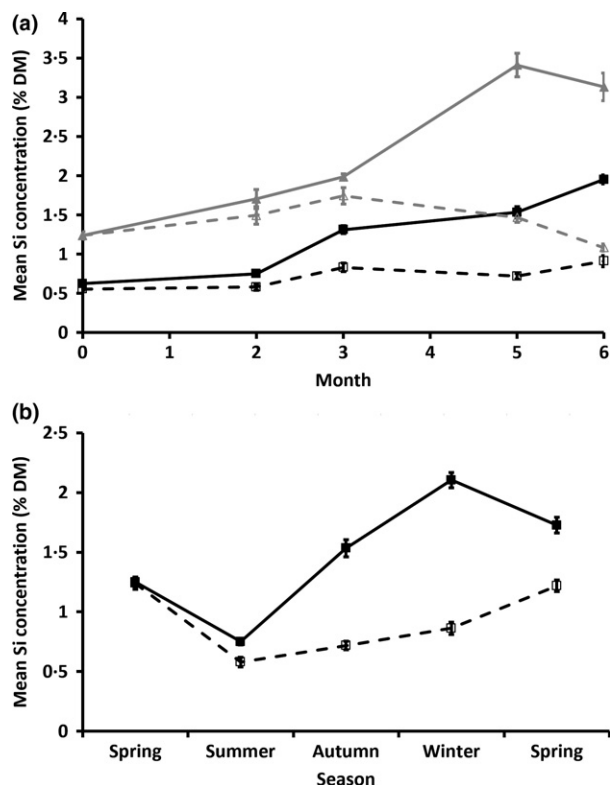 (a)
4
3·5
3
2·5
2
1·5
1
0·5
0
Mean Si concentration (% DM)
0 1 2 3 4 5 6
Month
(b)
2·5
2
1·5
1
0·5
0
Mean Si concentration (% DM)
Spring Summer Autumn Winter Spring
Season